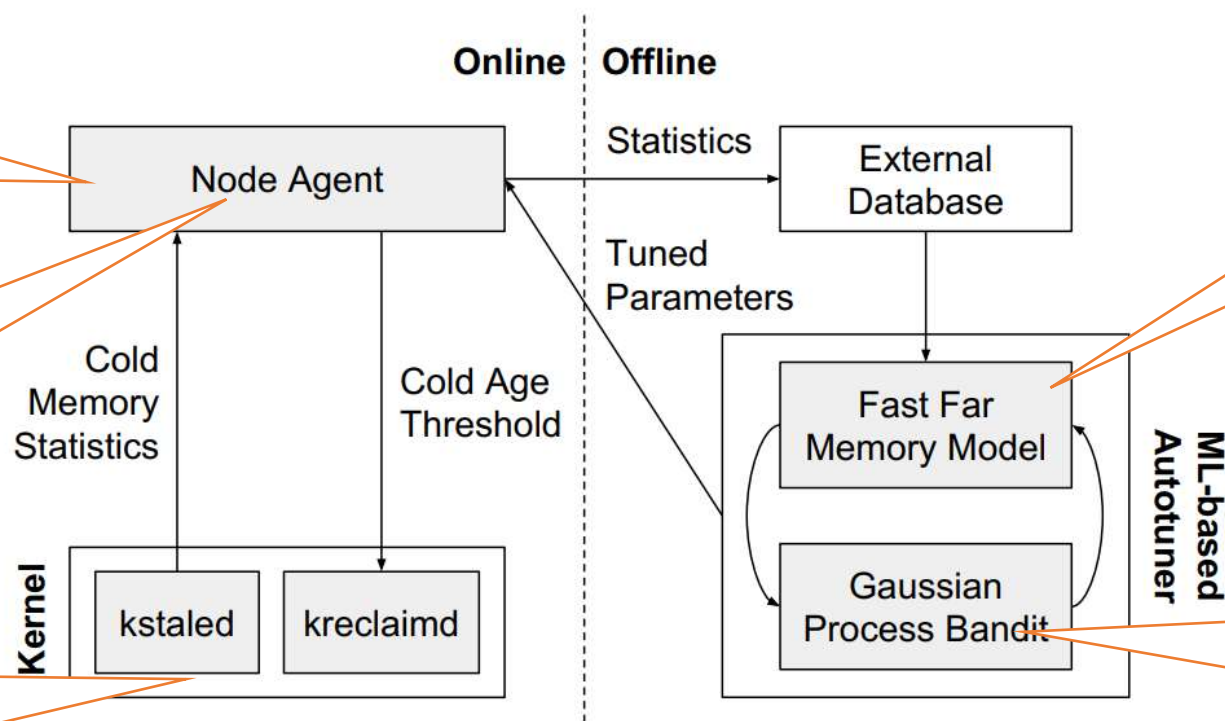 Online
Offline
Node Agent
Statistics
External
Database
Tuned
Parameters
Cold
Memory
Statistics
Cold Age
Threshold
Fast Far
Memory Model
ML-based
Autotuner
Kernel
kstaled
kreclaimd
Gaussian
Process Bandit